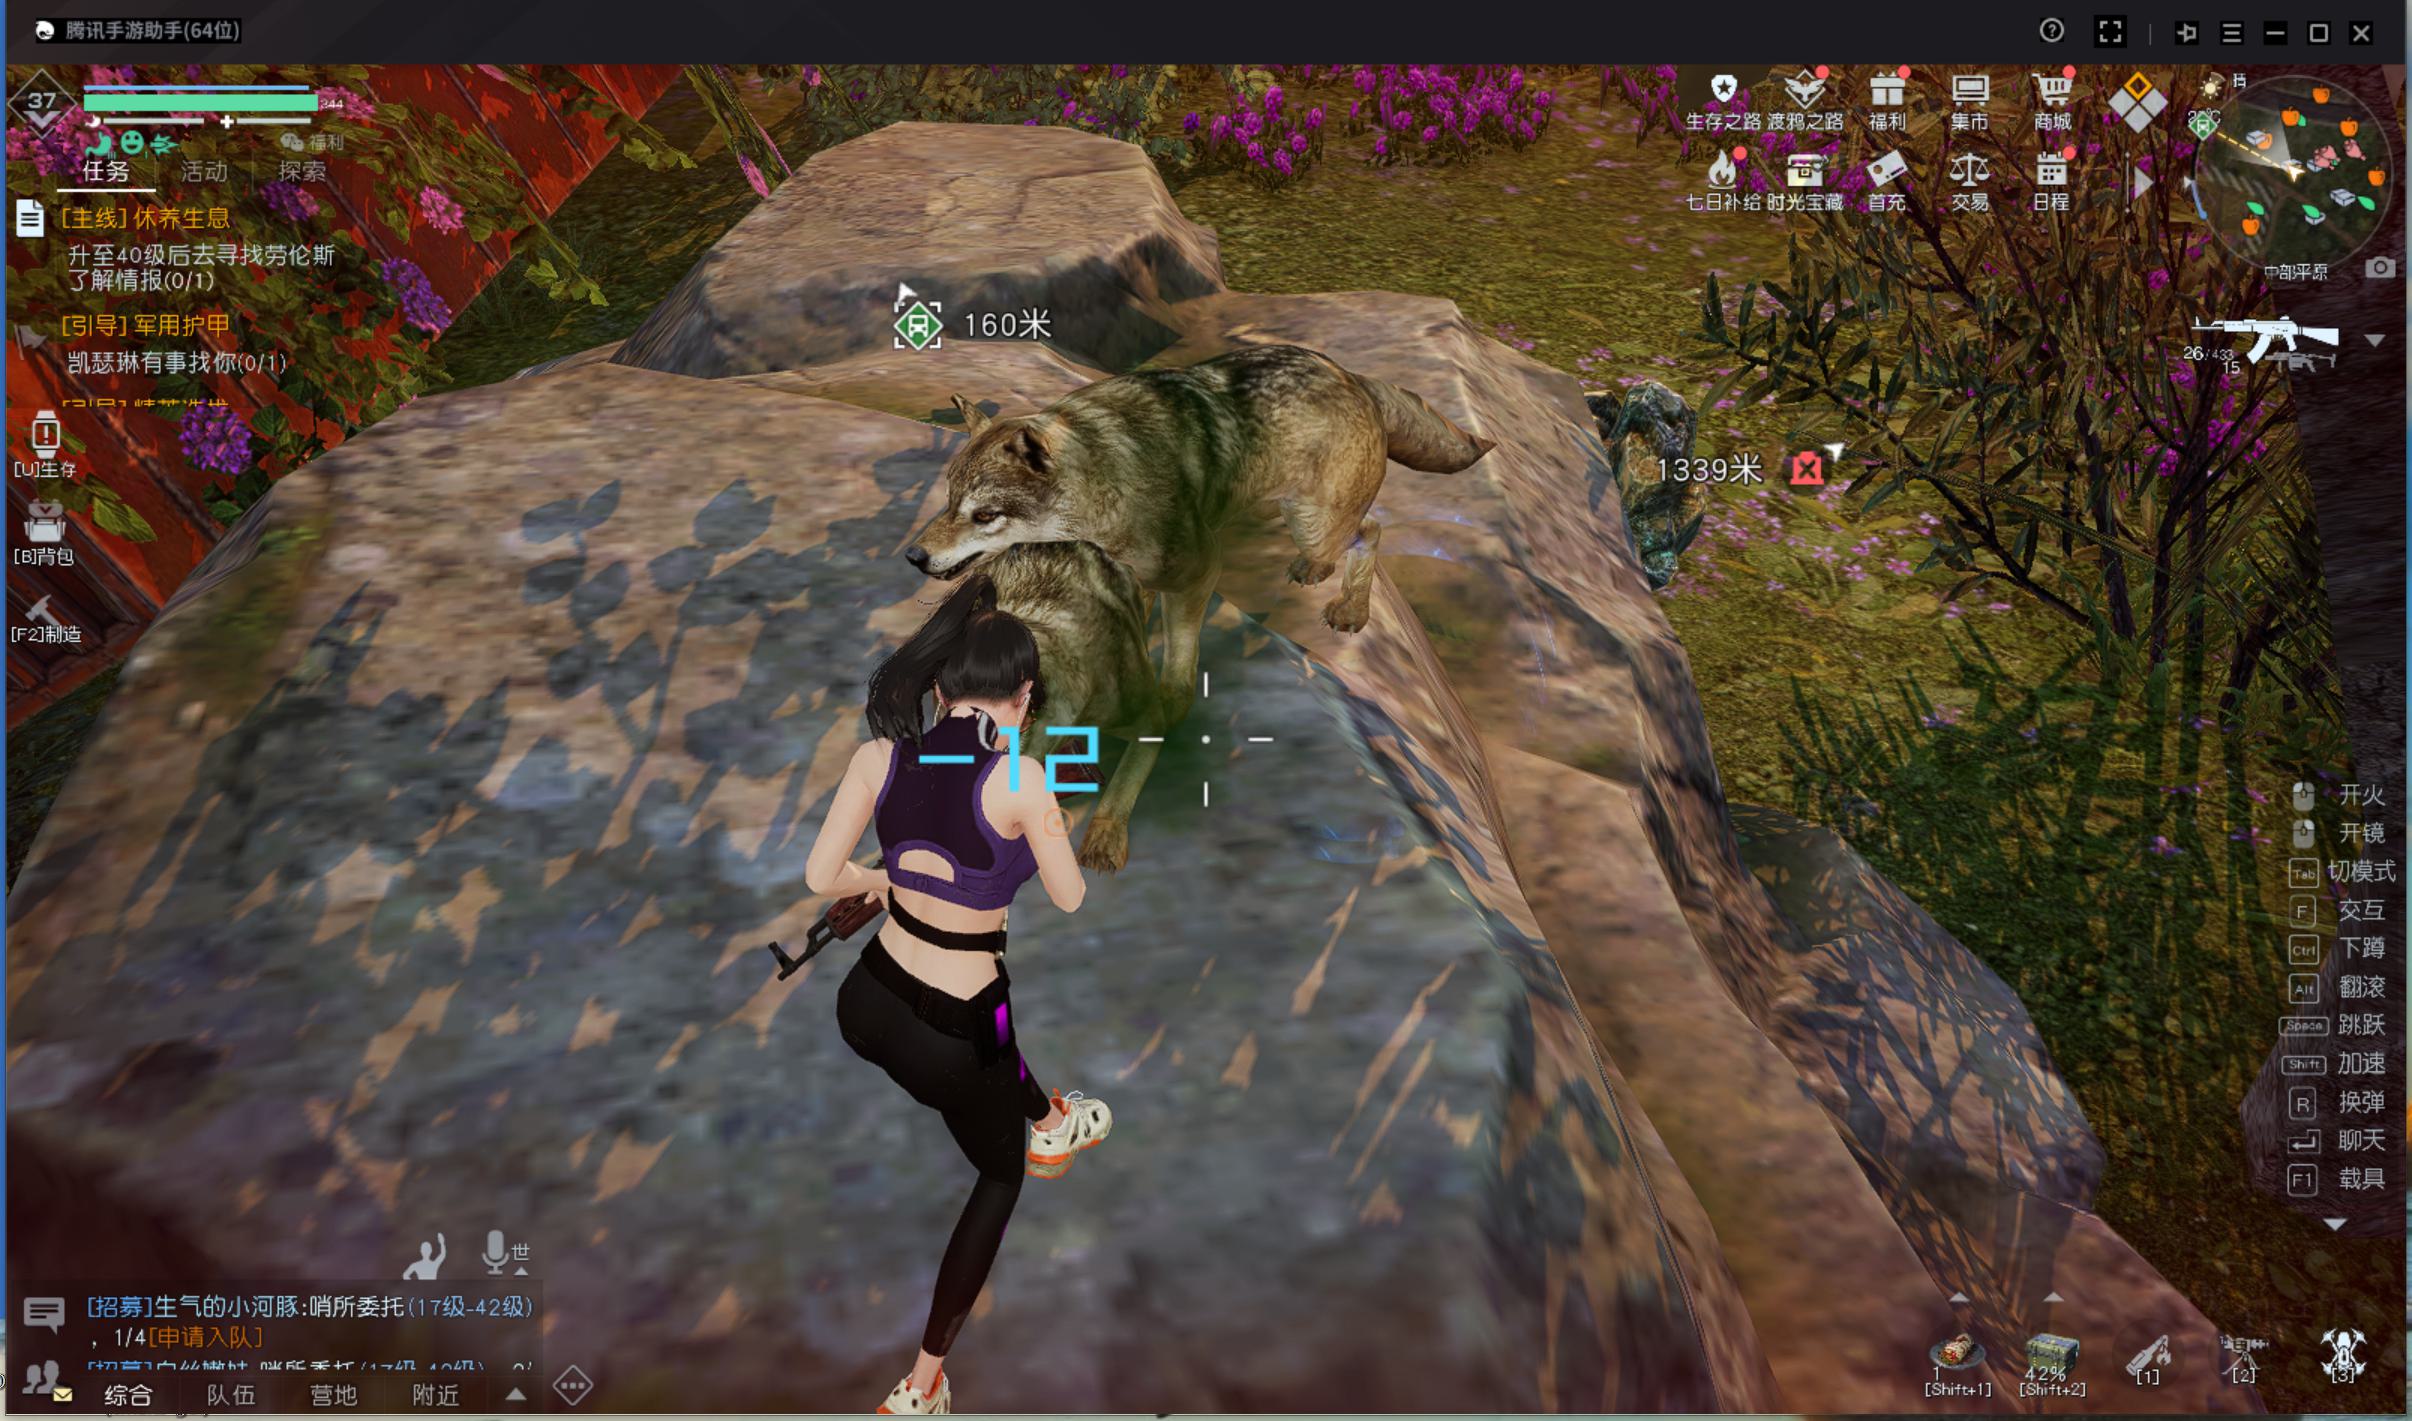 腾讯手游助手(64位)
37
344
福利
任务 活动 探索
[主线] 休养生息
升至40级后去寻找劳伦斯
了解情报(0/1)
[引导] 军用护甲
凯瑟琳有事找你(0/1)
[U]生存
[B]背包
[F2]制造
生存之路 渡鸦之路 福利 集市 商城
七日补给 时光宝藏 首充 交易 日程
中部平原
26/433
15
160米
1339米
-12
开火
开镜
Tab 切模式
F 交互
Ctrl 下蹲
Alt 翻滚
Space 跳跃
Shift 加速
R 换弹
聊天
F1 载具
世
[招募]生气的小河豚:哨所委托(17级-42级)
，1/4[申请入队]
综合 队伍 营地 附近
1 42%
[Shift+1] [Shift+2] [1] [2] [3]